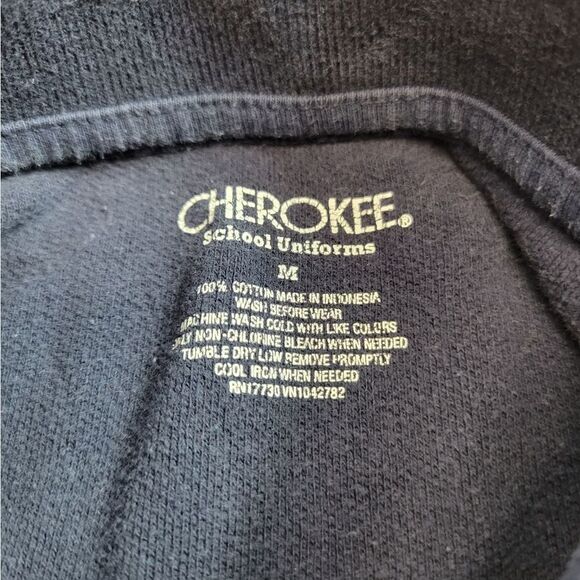 CHEROKEE®
School Uniforms
M
100% COTTON MADE IN INDONESIA
WASH BEFORE WEAR
MACHINE WASH COLD WITH LIKE COLORS
ONLY NON-CHLORINE BLEACH WHEN NEEDED
TUMBLE DRY LOW REMOVE PROMPTLY
COOL IRON WHEN NEEDED
RN17730 VN1042782